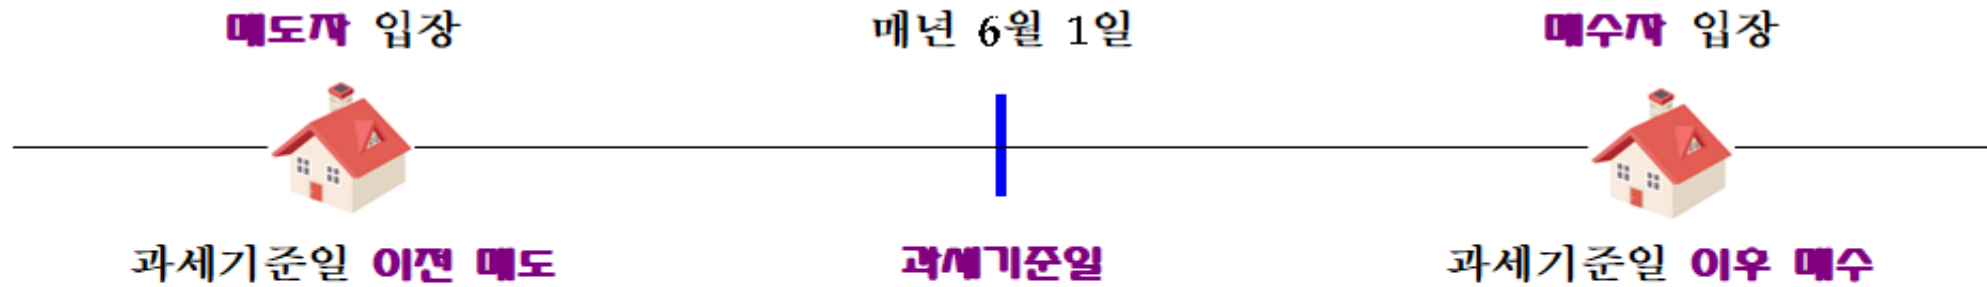 매도자 입장
매년 6월 1일
매수자 입장
과세기준일 이전 매도
과세기준일
과세기준일 이후 매수